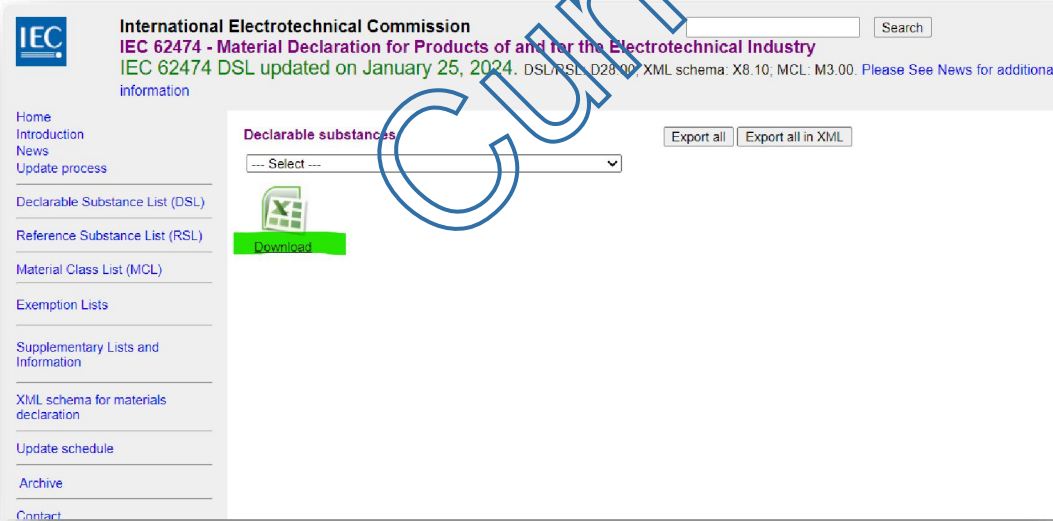 IEC
International Electrotechnical Commission
Search
IEC 62474 - Material Declaration for Products of and for the Electrotechnical Industry
IEC 62474 DSL updated on January 25, 2024. DSL/RSL: D28.00; XML schema: X8.10; MCL: M3.00. Please See News for additiona
information
Home
Introduction
News
Update process
Declarable Substance List (DSL)
Reference Substance List (RSL)
Material Class List (MCL)
Exemption Lists
Supplementary Lists and
Information
XML schema for materials
declaration
Update schedule
Archive
Contact
Declarable substances
Export all
Export all in XML
--- Select ---
Download